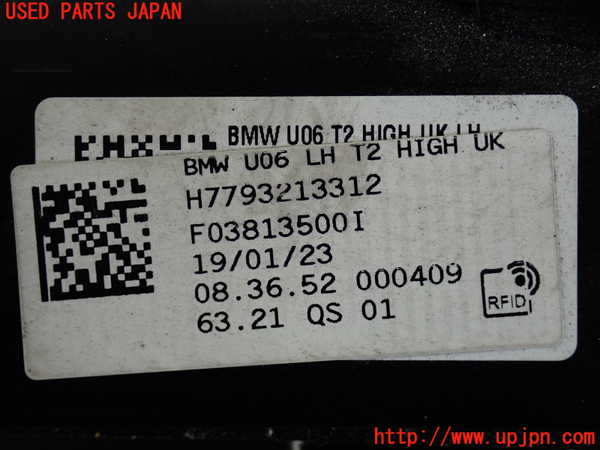 USED PARTS JAPAN
BMW U06 T2 HIGH UK LH
BMW U06 LH T2 HIGH UK
H7793213312
F03813500I
19/01/23
08.36.52 000409
63.21 QS 01
RFID
http://www.upjpn.com/